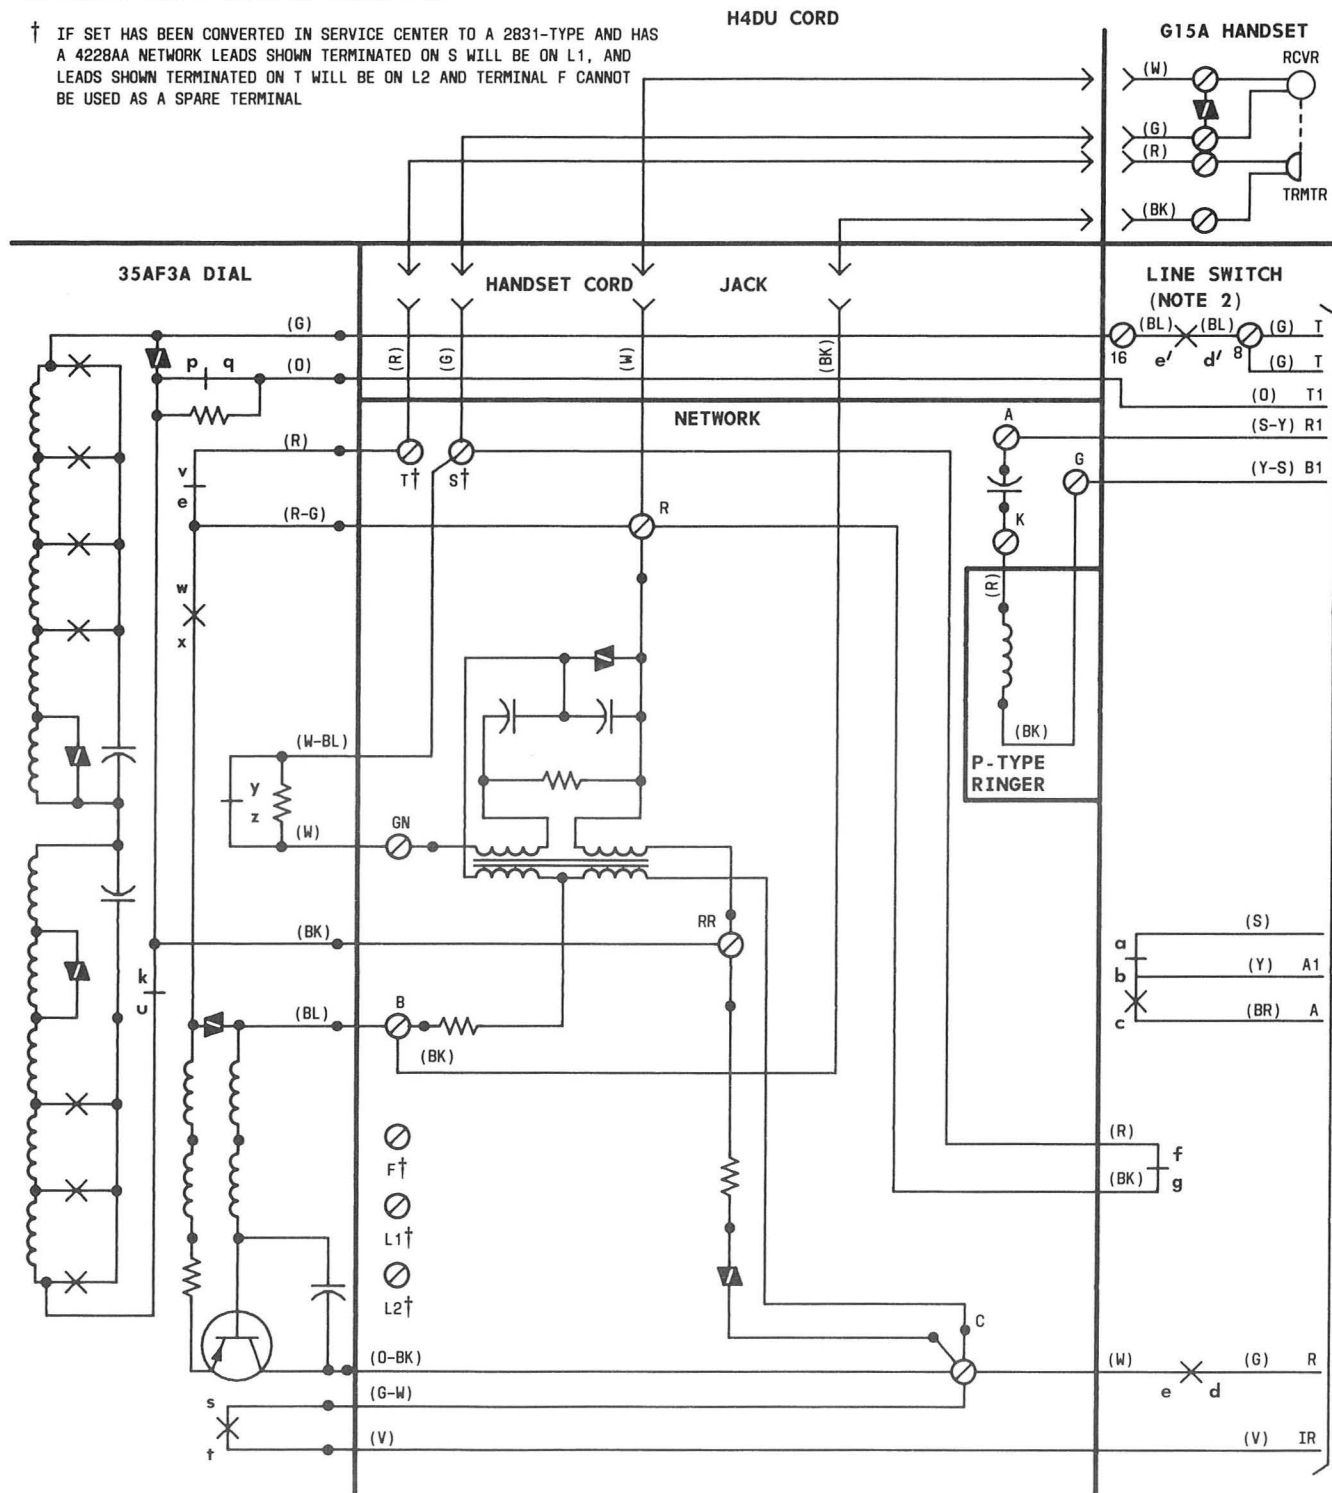 H4DU CORD
† IF SET HAS BEEN CONVERTED IN SERVICE CENTER TO A 2831-TYPE AND HAS
A 4228AA NETWORK LEADS SHOWN TERMINATED ON S WILL BE ON L1, AND
LEADS SHOWN TERMINATED ON T WILL BE ON L2 AND TERMINAL F CANNOT
BE USED AS A SPARE TERMINAL
G15A HANDSET
RCVR
(W)
(G)
(R)
TRMTR
(BK)
35AF3A DIAL
HANDSET CORD JACK
LINE SWITCH
(NOTE 2)
(G)
(R)
(G)
(W)
(BK)
(BL) (BL) (G) T
16 e' d' 8
(G) T
p q (O)
(O) T1
NETWORK
A
(S-Y) R1
(R)
T† S†
G
(Y-S) B1
v
e
(R-G)
R
K
w
x
(R)
(BK)
P-TYPE
RINGER
(W-BL)
y
z
(W)
GN
RR
(BK)
k
u
(S)
a
b
(Y) A1
c
(BR) A
(BL)
B
(BK)
F†
L1†
L2†
(R)
f
(BK) g
C
(O-BK)
(W) (G) R
e d
(G-W)
s
t
(V)
(V) IR